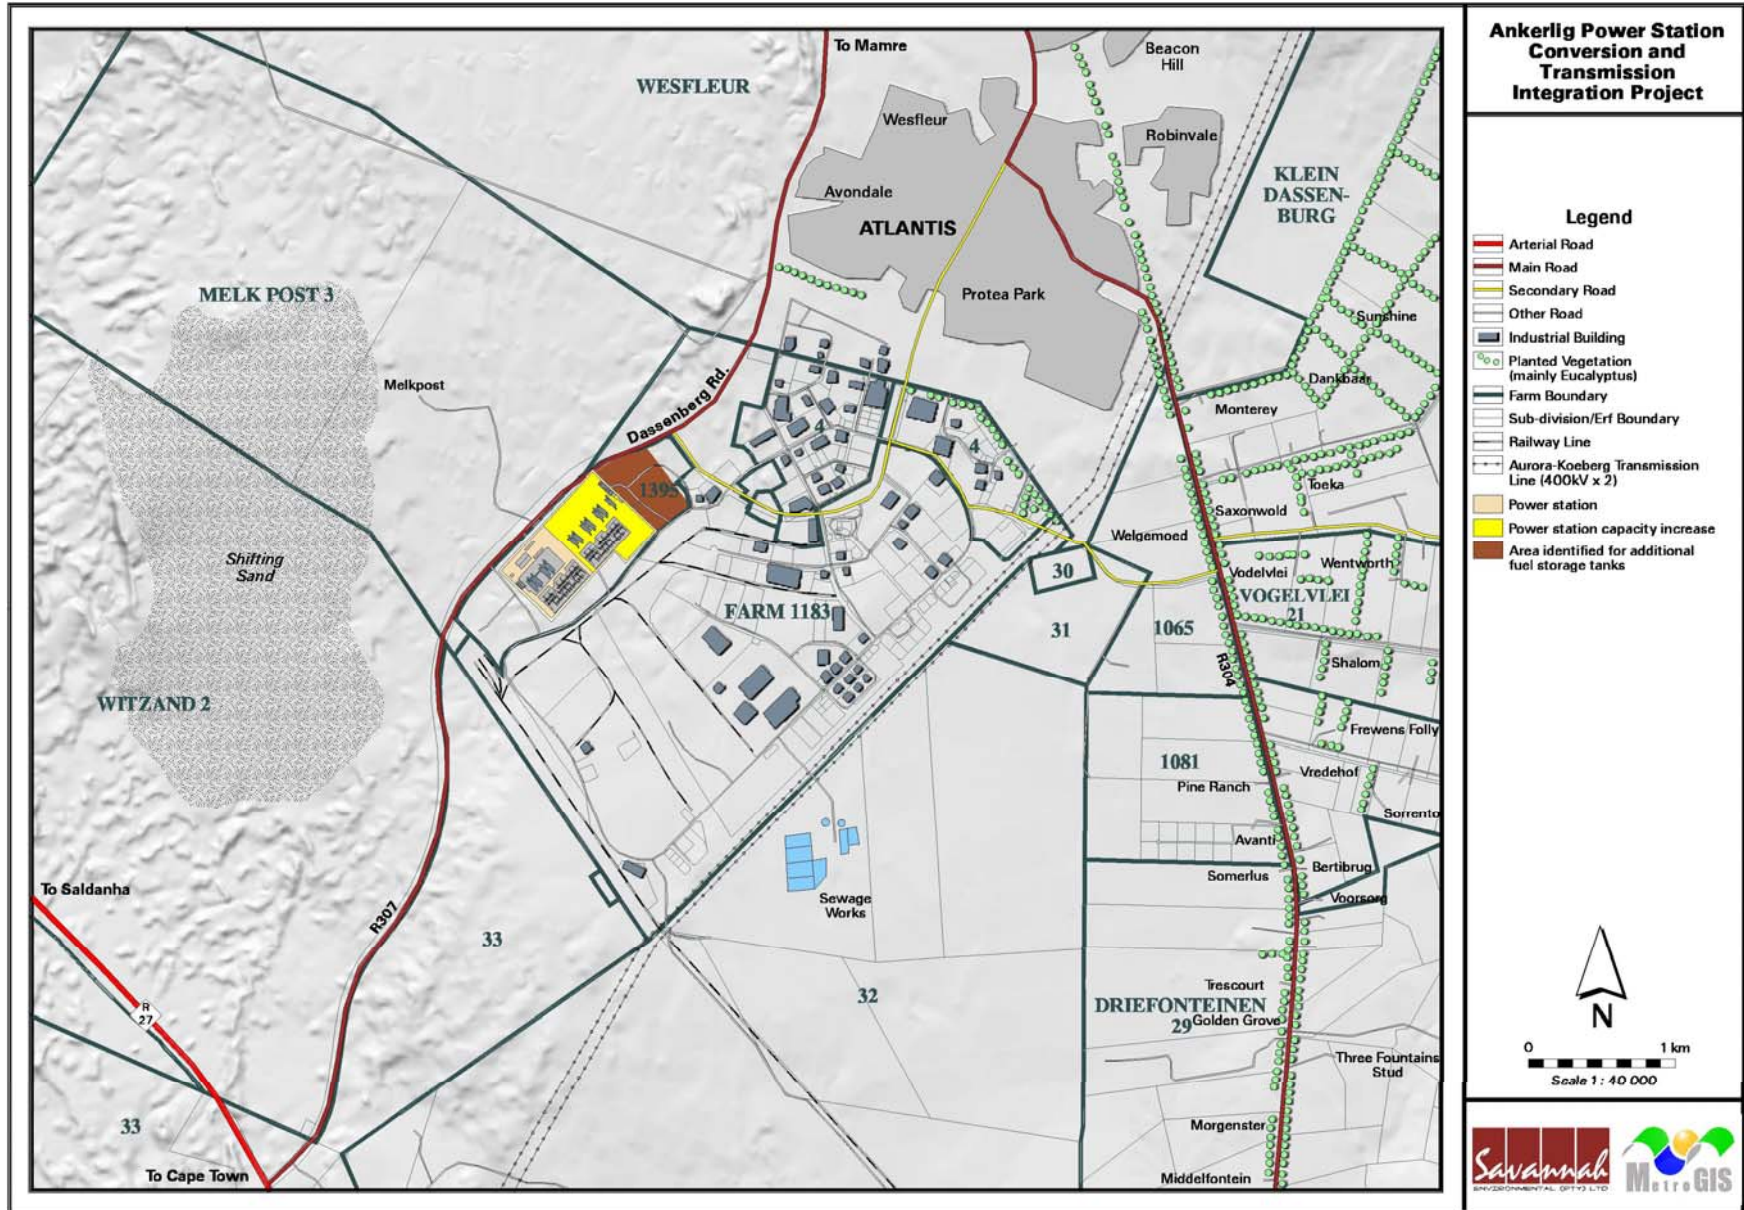 Ankerlig Power Station
Conversion and
Transmission
Integration Project
Legend
Arterial Road
Main Road
Secondary Road
Other Road
Industrial Building
Planted Vegetation
(mainly Eucalyptus)
Farm Boundary
Sub-division/Erf Boundary
Railway Line
Aurora-Koeberg Transmission
Line (400kV x 2)
Power station
Power station capacity increase
Area identified for additional
fuel storage tanks
N
0 1 km
Scale 1 : 40 000
Savannah
ENVIRONMENTAL (PTY) LTD
MetroGIS
To Mamre
Beacon
Hill
WESFLEUR
Wesfleur
Robinvale
KLEIN
DASSEN-
BURG
Avondale
ATLANTIS
MELK POST 3
Protea Park
Sunshine
Melkpost
Dankbaar
Monterey
Dassenberg Rd.
4
4
1395
Toeka
Saxonwold
Welgemoed
Shifting
Sand
30
Vodelvlei
Wentworth
VOGELVLEI
21
FARM 1183
31
1065
Shalom
R304
WITZAND 2
Frewens Folly
1081
Vredehof
Pine Ranch
Sorrento
Avanti
Bertibrug
Somerlus
Voorsorg
To Saldanha
Sewage
Works
R307
33
32
Trescourt
DRIEFONTEINEN
29
Golden Grove
R
27
Three Fountains
Stud
33
Morgenster
To Cape Town
Middelfontein